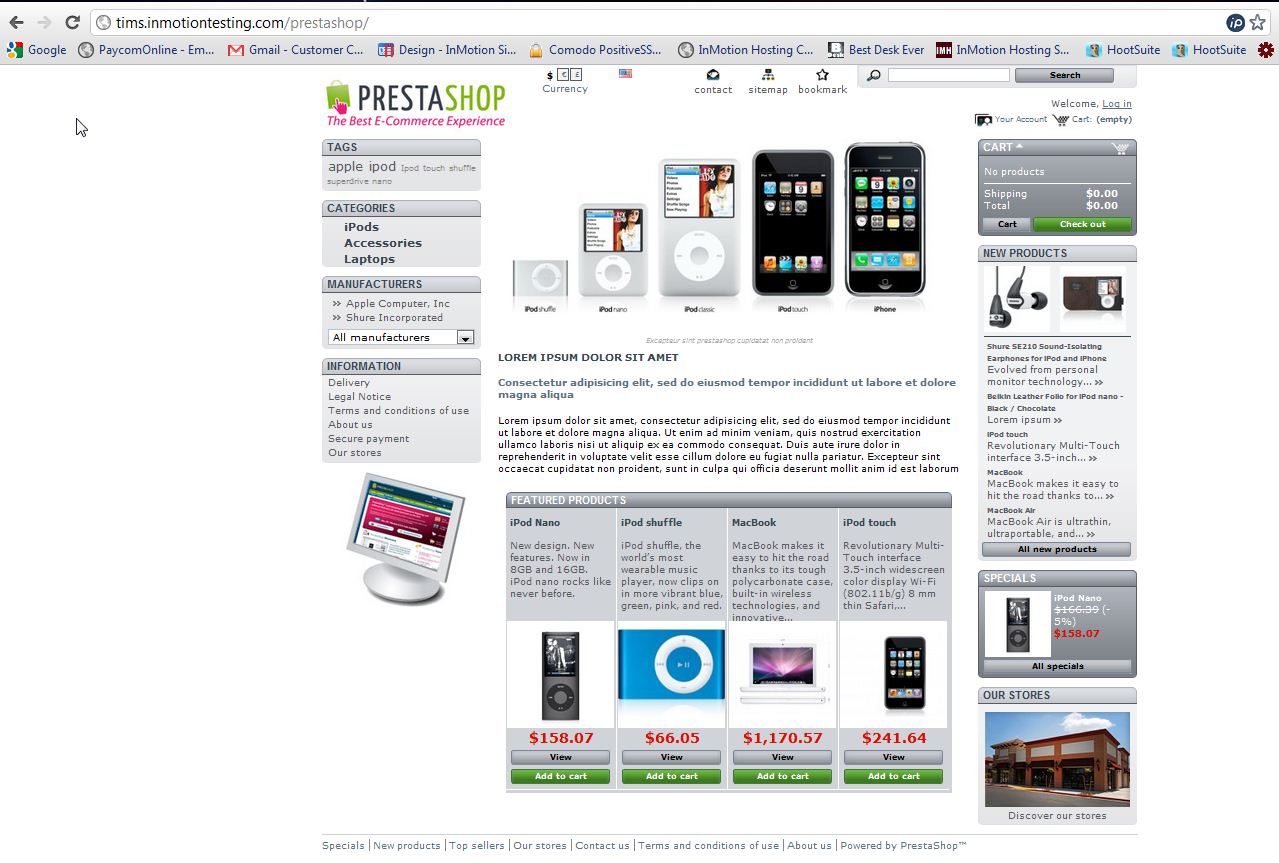 tims.inmotiontesting.com/prestashop/
Google
PaycomOnline - Em...
Gmail - Customer C...
Design - InMotion Si...
Comodo PositiveSS...
InMotion Hosting C...
Best Desk Ever
IMH
InMotion Hosting S...
HootSuite
HootSuite
$ € £
Currency
contact
sitemap
bookmark
Search
PRESTASHOP
The Best E-Commerce Experience
Welcome, Log in
Your Account
Cart: (empty)
TAGS
apple ipod Ipod touch shuffle
superdrive nano
CATEGORIES
iPods
Accessories
Laptops
MANUFACTURERS
Apple Computer, Inc
Shure Incorporated
All manufacturers
INFORMATION
Delivery
Legal Notice
Terms and conditions of use
About us
Secure payment
Our stores
iPod shuffle
iPod nano
iPod classic
iPod touch
iPhone
Excepteur sint prestashop cupidatat non proident
LOREM IPSUM DOLOR SIT AMET
Consectetur adipisicing elit, sed do eiusmod tempor incididunt ut labore et dolore
magna aliqua
Lorem ipsum dolor sit amet, consectetur adipisicing elit, sed do eiusmod tempor incididunt
ut labore et dolore magna aliqua. Ut enim ad minim veniam, quis nostrud exercitation
ullamco laboris nisi ut aliquip ex ea commodo consequat. Duis aute irure dolor in
reprehenderit in voluptate velit esse cillum dolore eu fugiat nulla pariatur. Excepteur sint
occaecat cupidatat non proident, sunt in culpa qui officia deserunt mollit anim id est laborum
FEATURED PRODUCTS
iPod Nano
New design. New
features. Now in
8GB and 16GB.
iPod nano rocks like
never before.
$158.07
View
Add to cart
iPod shuffle
iPod shuffle, the
world's most
wearable music
player, now clips on
in more vibrant blue,
green, pink, and red.
$66.05
View
Add to cart
MacBook
MacBook makes it
easy to hit the road
thanks to its tough
polycarbonate case,
built-in wireless
technologies, and
innovative...
$1,170.57
View
Add to cart
iPod touch
Revolutionary Multi-
Touch interface
3.5-inch widescreen
color display Wi-Fi
(802.11b/g) 8 mm
thin Safari,...
$241.64
View
Add to cart
CART
No products
Shipping $0.00
Total $0.00
Cart
Check out
NEW PRODUCTS
Shure SE210 Sound-Isolating
Earphones for iPod and iPhone
Evolved from personal
monitor technology...
Belkin Leather Folio for iPod nano -
Black / Chocolate
Lorem ipsum
iPod touch
Revolutionary Multi-Touch
interface 3.5-inch...
MacBook
MacBook makes it easy to
hit the road thanks to...
MacBook Air
MacBook Air is ultrathin,
ultraportable, and...
All new products
SPECIALS
iPod Nano
$166.39 (-
5%)
$158.07
All specials
OUR STORES
Discover our stores
Specials | New products | Top sellers | Our stores | Contact us | Terms and conditions of use | About us | Powered by PrestaShop™